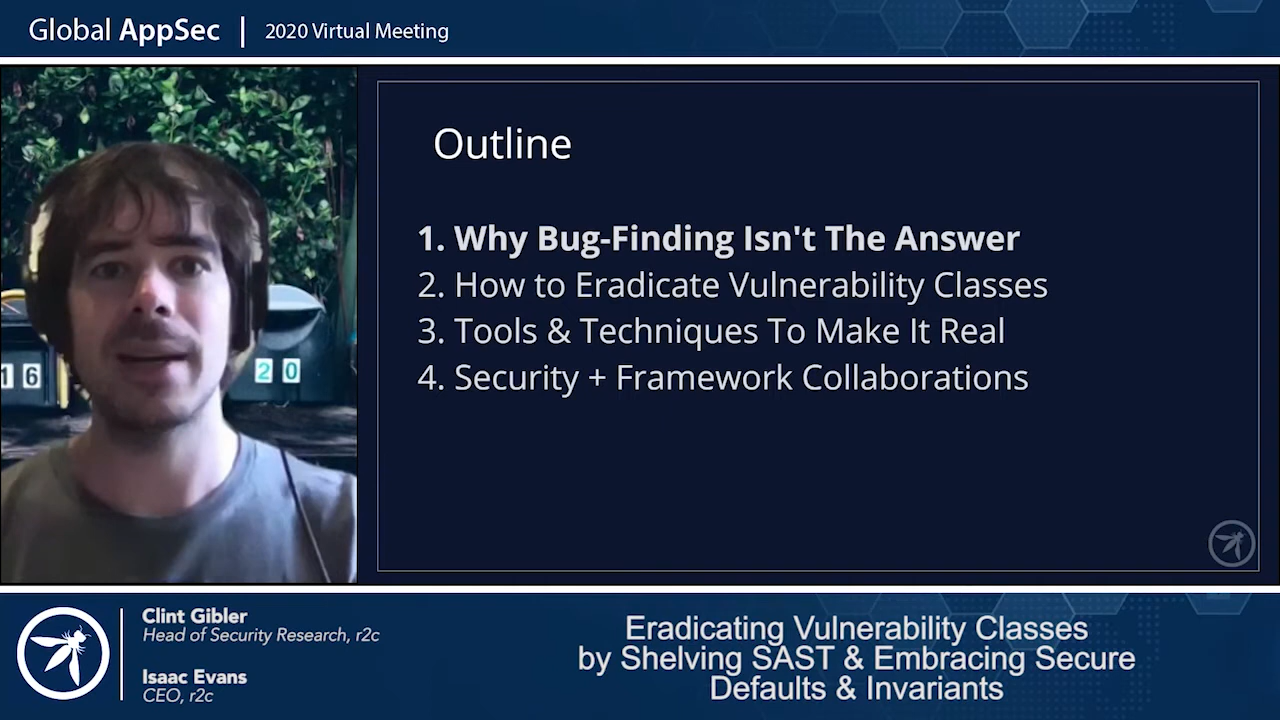 Global AppSec | 2020 Virtual Meeting
16
20
Outline
1. Why Bug-Finding Isn't The Answer
2. How to Eradicate Vulnerability Classes
3. Tools & Techniques To Make It Real
4. Security + Framework Collaborations
Clint Gibler
Head of Security Research, r2c
Isaac Evans
CEO, r2c
Eradicating Vulnerability Classes
by Shelving SAST & Embracing Secure
Defaults & Invariants